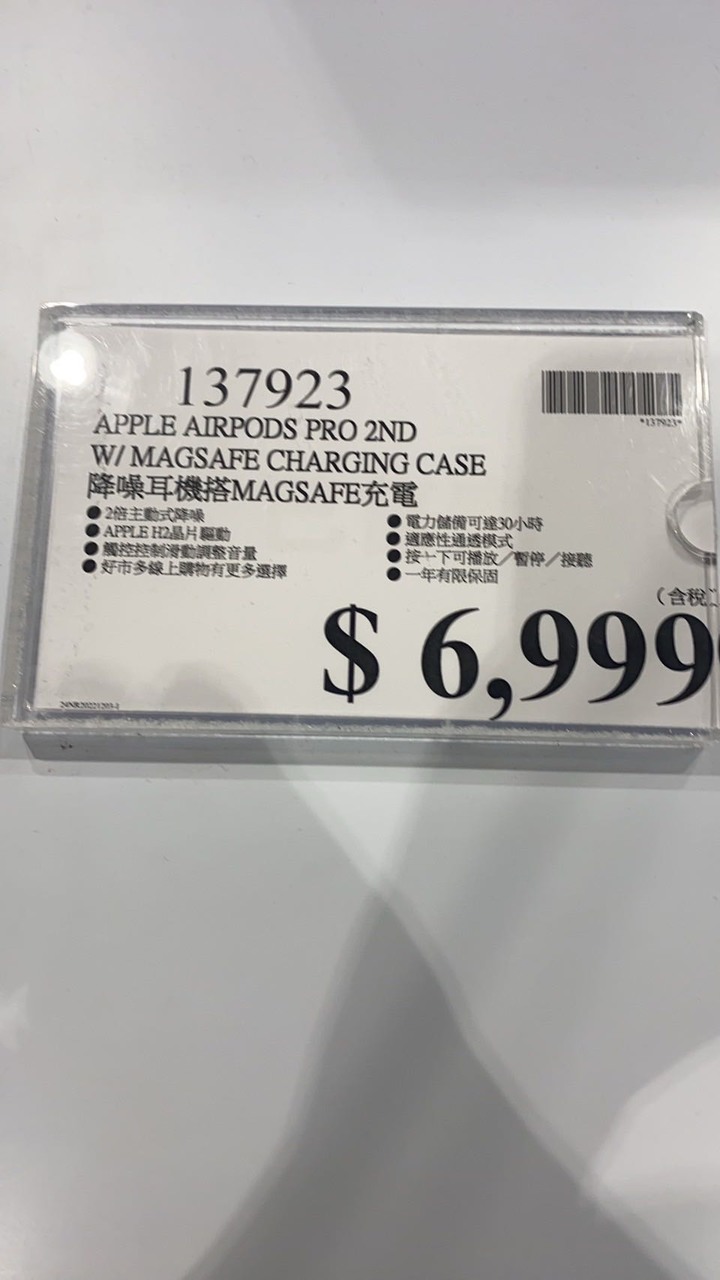 137923
*137923*
APPLE AIRPODS PRO 2ND
W/ MAGSAFE CHARGING CASE
降噪耳機搭MAGSAFE充電
●2倍主動式降噪
●APPLE H2晶片驅動
●觸控控制滑動調整音量
●好市多線上購物有更多選擇
●電力儲備可達30小時
●適應性通透模式
●按一下可播放／暫停／接聽
●一年有限保固
（含稅）
$ 6,999